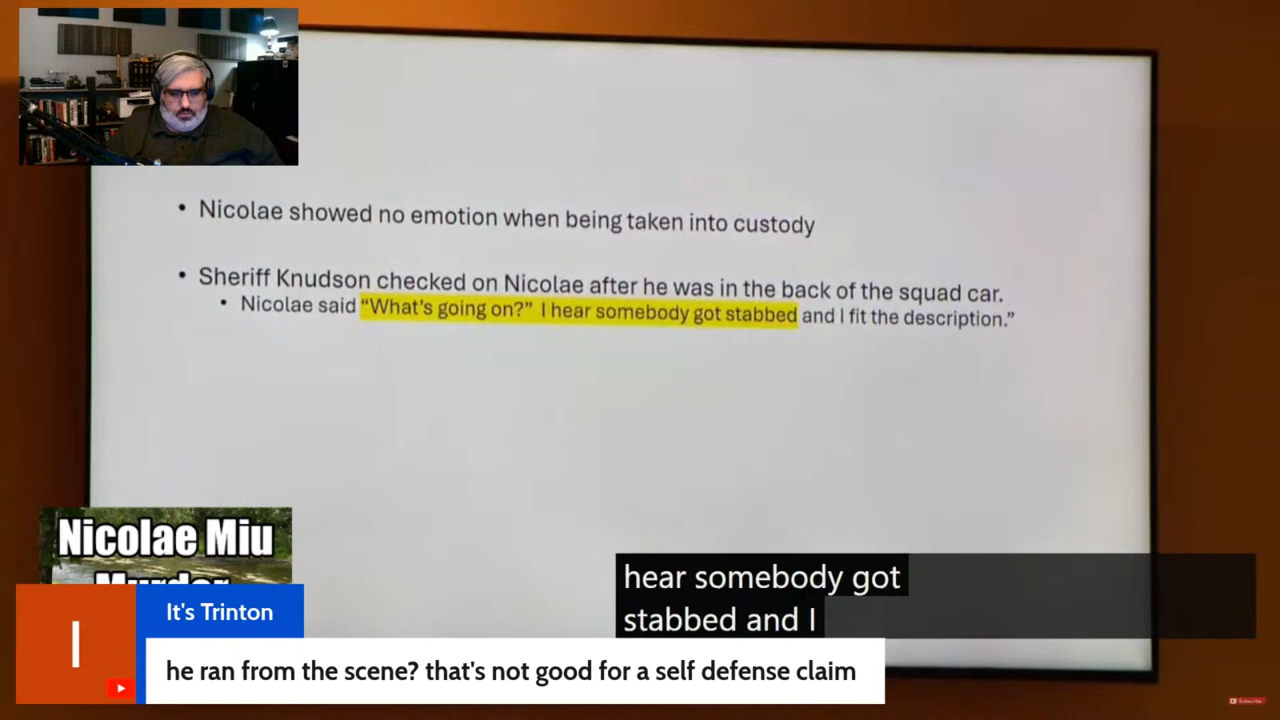 • Nicolae showed no emotion when being taken into custody
• Sheriff Knudson checked on Nicolae after he was in the back of the squad car.
• Nicolae said “What's going on?” I hear somebody got stabbed and I fit the description.”
Nicolae Miu
Murder
hear somebody got
stabbed and I
I
It's Trinton
he ran from the scene? that's not good for a self defense claim